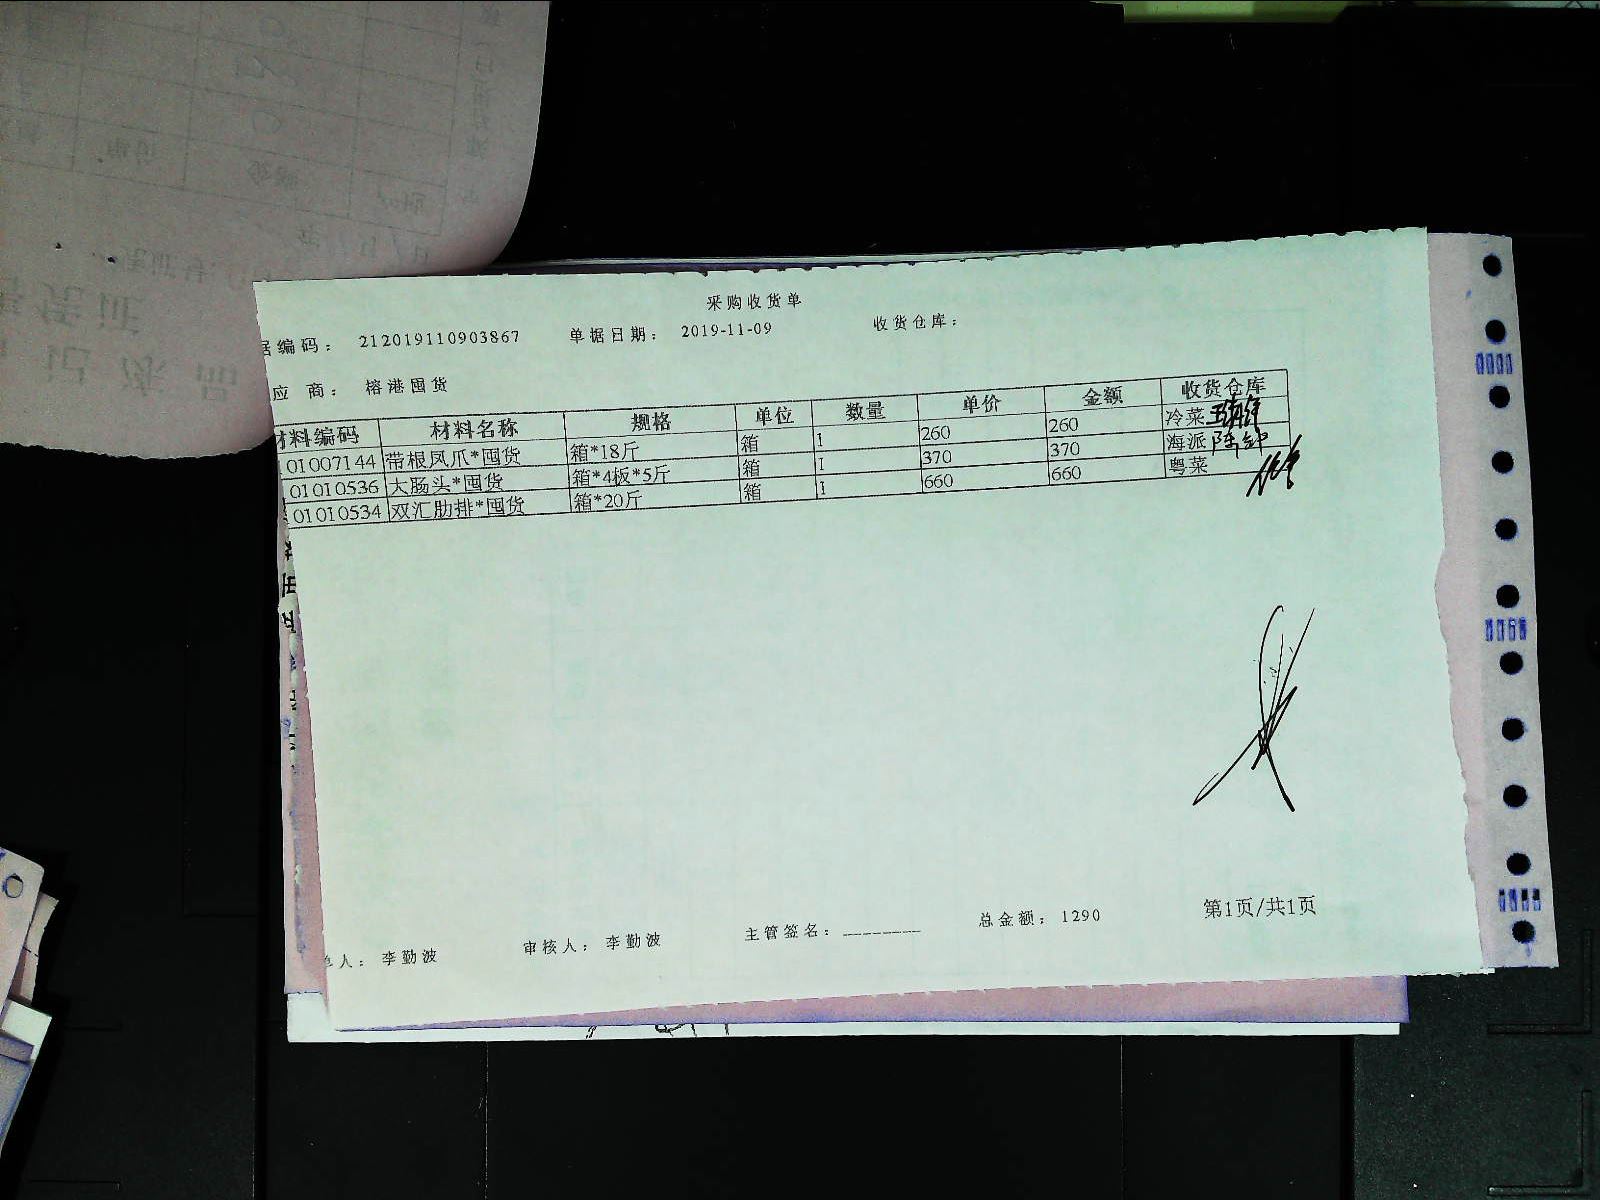 采购收货单
据编码： 212019110903867 单据日期： 2019-11-09 收货仓库：
应 商： 榕港囤货
材料编码 材料名称 规格 单位 数量 单价 金额 收货仓库
01007144 带根凤爪*囤货 箱*18斤 箱 1 260 260 冷菜
01010536 大肠头*囤货 箱*4板*5斤 箱 1 370 370 海派
01010534 双汇肋排*囤货 箱*20斤 箱 1 660 660 粤菜
单人： 李勤波 审核人： 李勤波 主管签名： ________ 总金额： 1290 第1页/共1页